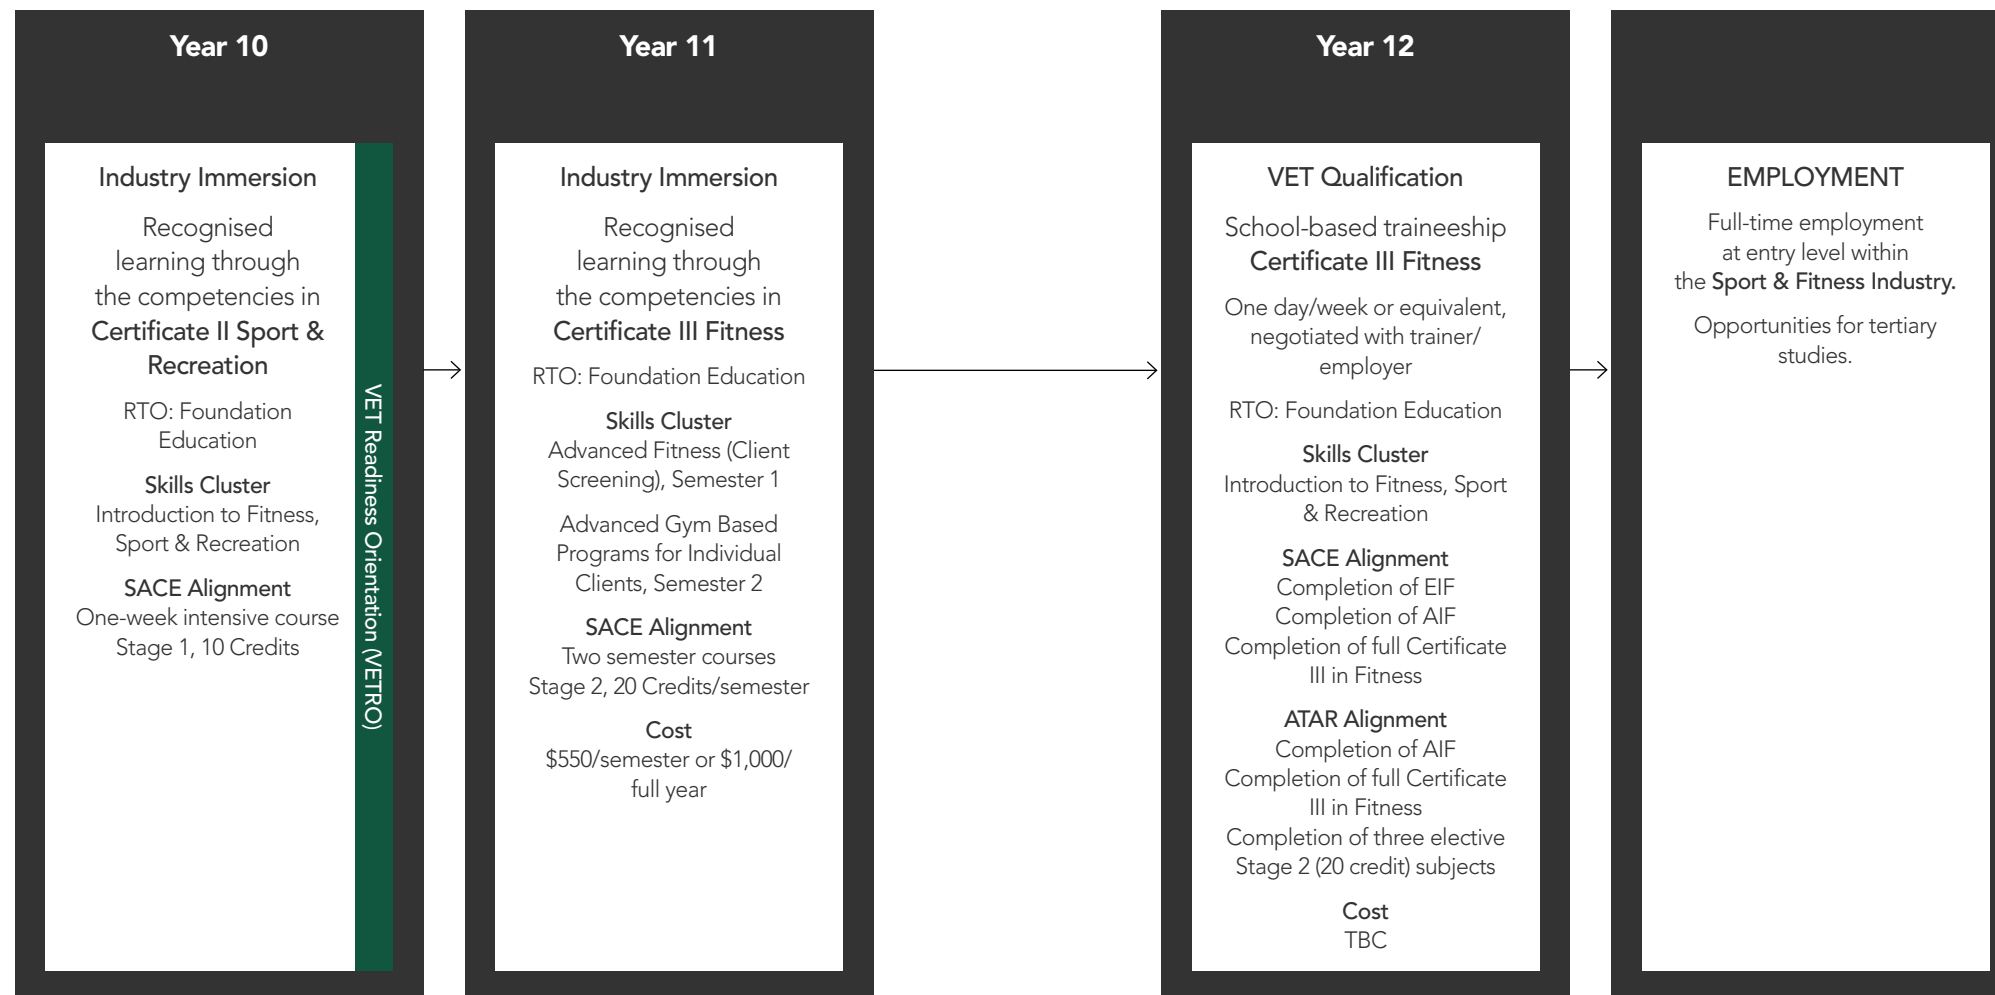 Year 10
Industry Immersion
Recognised
learning through
the competencies in
Certificate II Sport &
Recreation
RTO: Foundation
Education
Skills Cluster
Introduction to Fitness,
Sport & Recreation
SACE Alignment
One-week intensive course
Stage 1, 10 Credits
VET Readiness Orientation (VETRO)
Year 11
Industry Immersion
Recognised
learning through
the competencies in
Certificate III Fitness
RTO: Foundation Education
Skills Cluster
Advanced Fitness (Client
Screening), Semester 1
Advanced Gym Based
Programs for Individual
Clients, Semester 2
SACE Alignment
Two semester courses
Stage 2, 20 Credits/semester
Cost
$550/semester or $1,000/
full year
Year 12
VET Qualification
School-based traineeship
Certificate III Fitness
One day/week or equivalent,
negotiated with trainer/
employer
RTO: Foundation Education
Skills Cluster
Introduction to Fitness, Sport
& Recreation
SACE Alignment
Completion of EIF
Completion of AIF
Completion of full Certificate
III in Fitness
ATAR Alignment
Completion of AIF
Completion of full Certificate
III in Fitness
Completion of three elective
Stage 2 (20 credit) subjects
Cost
TBC
EMPLOYMENT
Full-time employment
at entry level within
the Sport & Fitness Industry.
Opportunities for tertiary
studies.